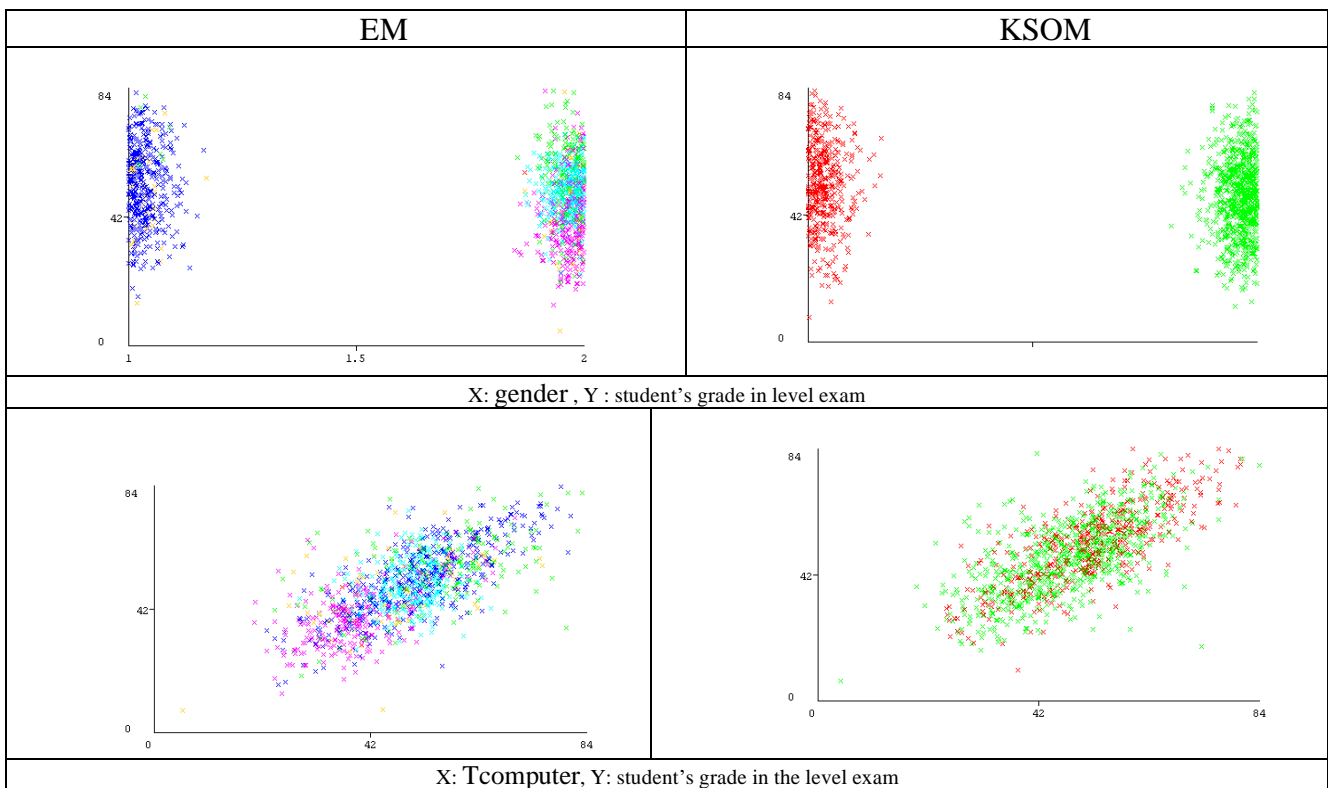 EM KSOM
84 84
42 42
0 0
1 1.5 2
X: gender , Y : student's grade in level exam
84 84
42 42
0 0
0 42 84 0 42 84
X: Tcomputer, Y: student's grade in the level exam